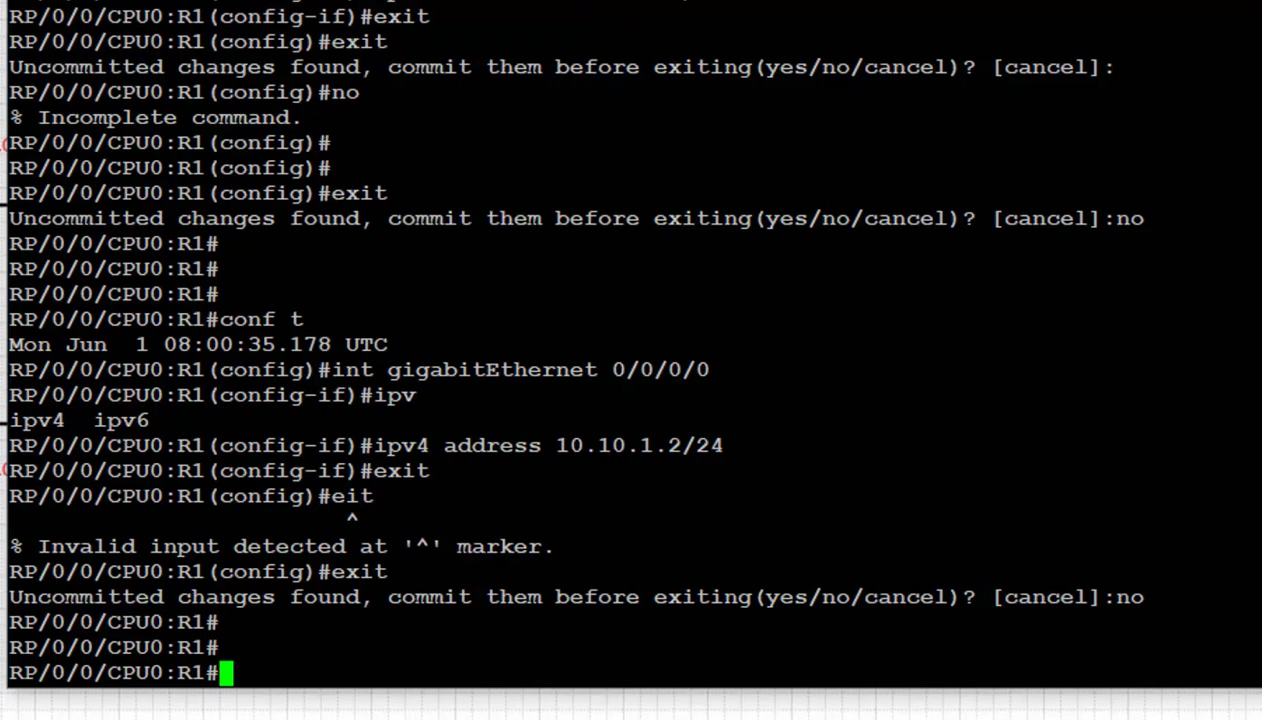 RP/0/0/CPU0:R1(config-if)#exit
RP/0/0/CPU0:R1(config)#exit
Uncommitted changes found, commit them before exiting(yes/no/cancel)? [cancel]:
RP/0/0/CPU0:R1(config)#no
% Incomplete command.
RP/0/0/CPU0:R1(config)#
RP/0/0/CPU0:R1(config)#
RP/0/0/CPU0:R1(config)#exit
Uncommitted changes found, commit them before exiting(yes/no/cancel)? [cancel]:no
RP/0/0/CPU0:R1#
RP/0/0/CPU0:R1#
RP/0/0/CPU0:R1#
RP/0/0/CPU0:R1#conf t
Mon Jun  1 08:00:35.178 UTC
RP/0/0/CPU0:R1(config)#int gigabitEthernet 0/0/0/0
RP/0/0/CPU0:R1(config-if)#ipv
ipv4  ipv6
RP/0/0/CPU0:R1(config-if)#ipv4 address 10.10.1.2/24
RP/0/0/CPU0:R1(config-if)#exit
RP/0/0/CPU0:R1(config)#eit
^
% Invalid input detected at '^' marker.
RP/0/0/CPU0:R1(config)#exit
Uncommitted changes found, commit them before exiting(yes/no/cancel)? [cancel]:no
RP/0/0/CPU0:R1#
RP/0/0/CPU0:R1#
RP/0/0/CPU0:R1#